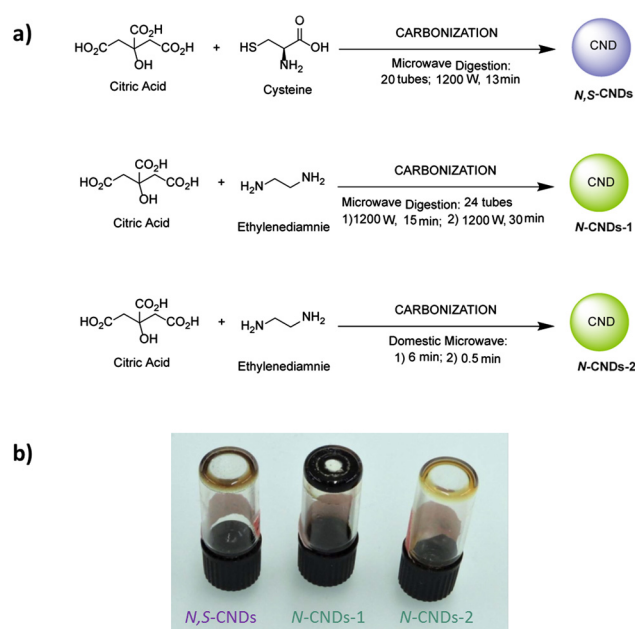 a)
CO₂H
HO₂C CO₂H
OH
Citric Acid
+
O
HS OH
NH₂
Cysteine
CARBONIZATION
Microwave Digestion:
20 tubes; 1200 W, 13min
CND
N,S-CNDs
CO₂H
HO₂C CO₂H
OH
Citric Acid
+
NH₂
H₂N
Ethylenediamnie
CARBONIZATION
Microwave Digestion: 24 tubes
1)1200 W, 15 min; 2) 1200 W, 30 min
CND
N-CNDs-1
CO₂H
HO₂C CO₂H
OH
Citric Acid
+
NH₂
H₂N
Ethylenediamnie
CARBONIZATION
Domestic Microwave:
1) 6 min; 2) 0.5 min
CND
N-CNDs-2
b)
N,S-CNDs N-CNDs-1 N-CNDs-2